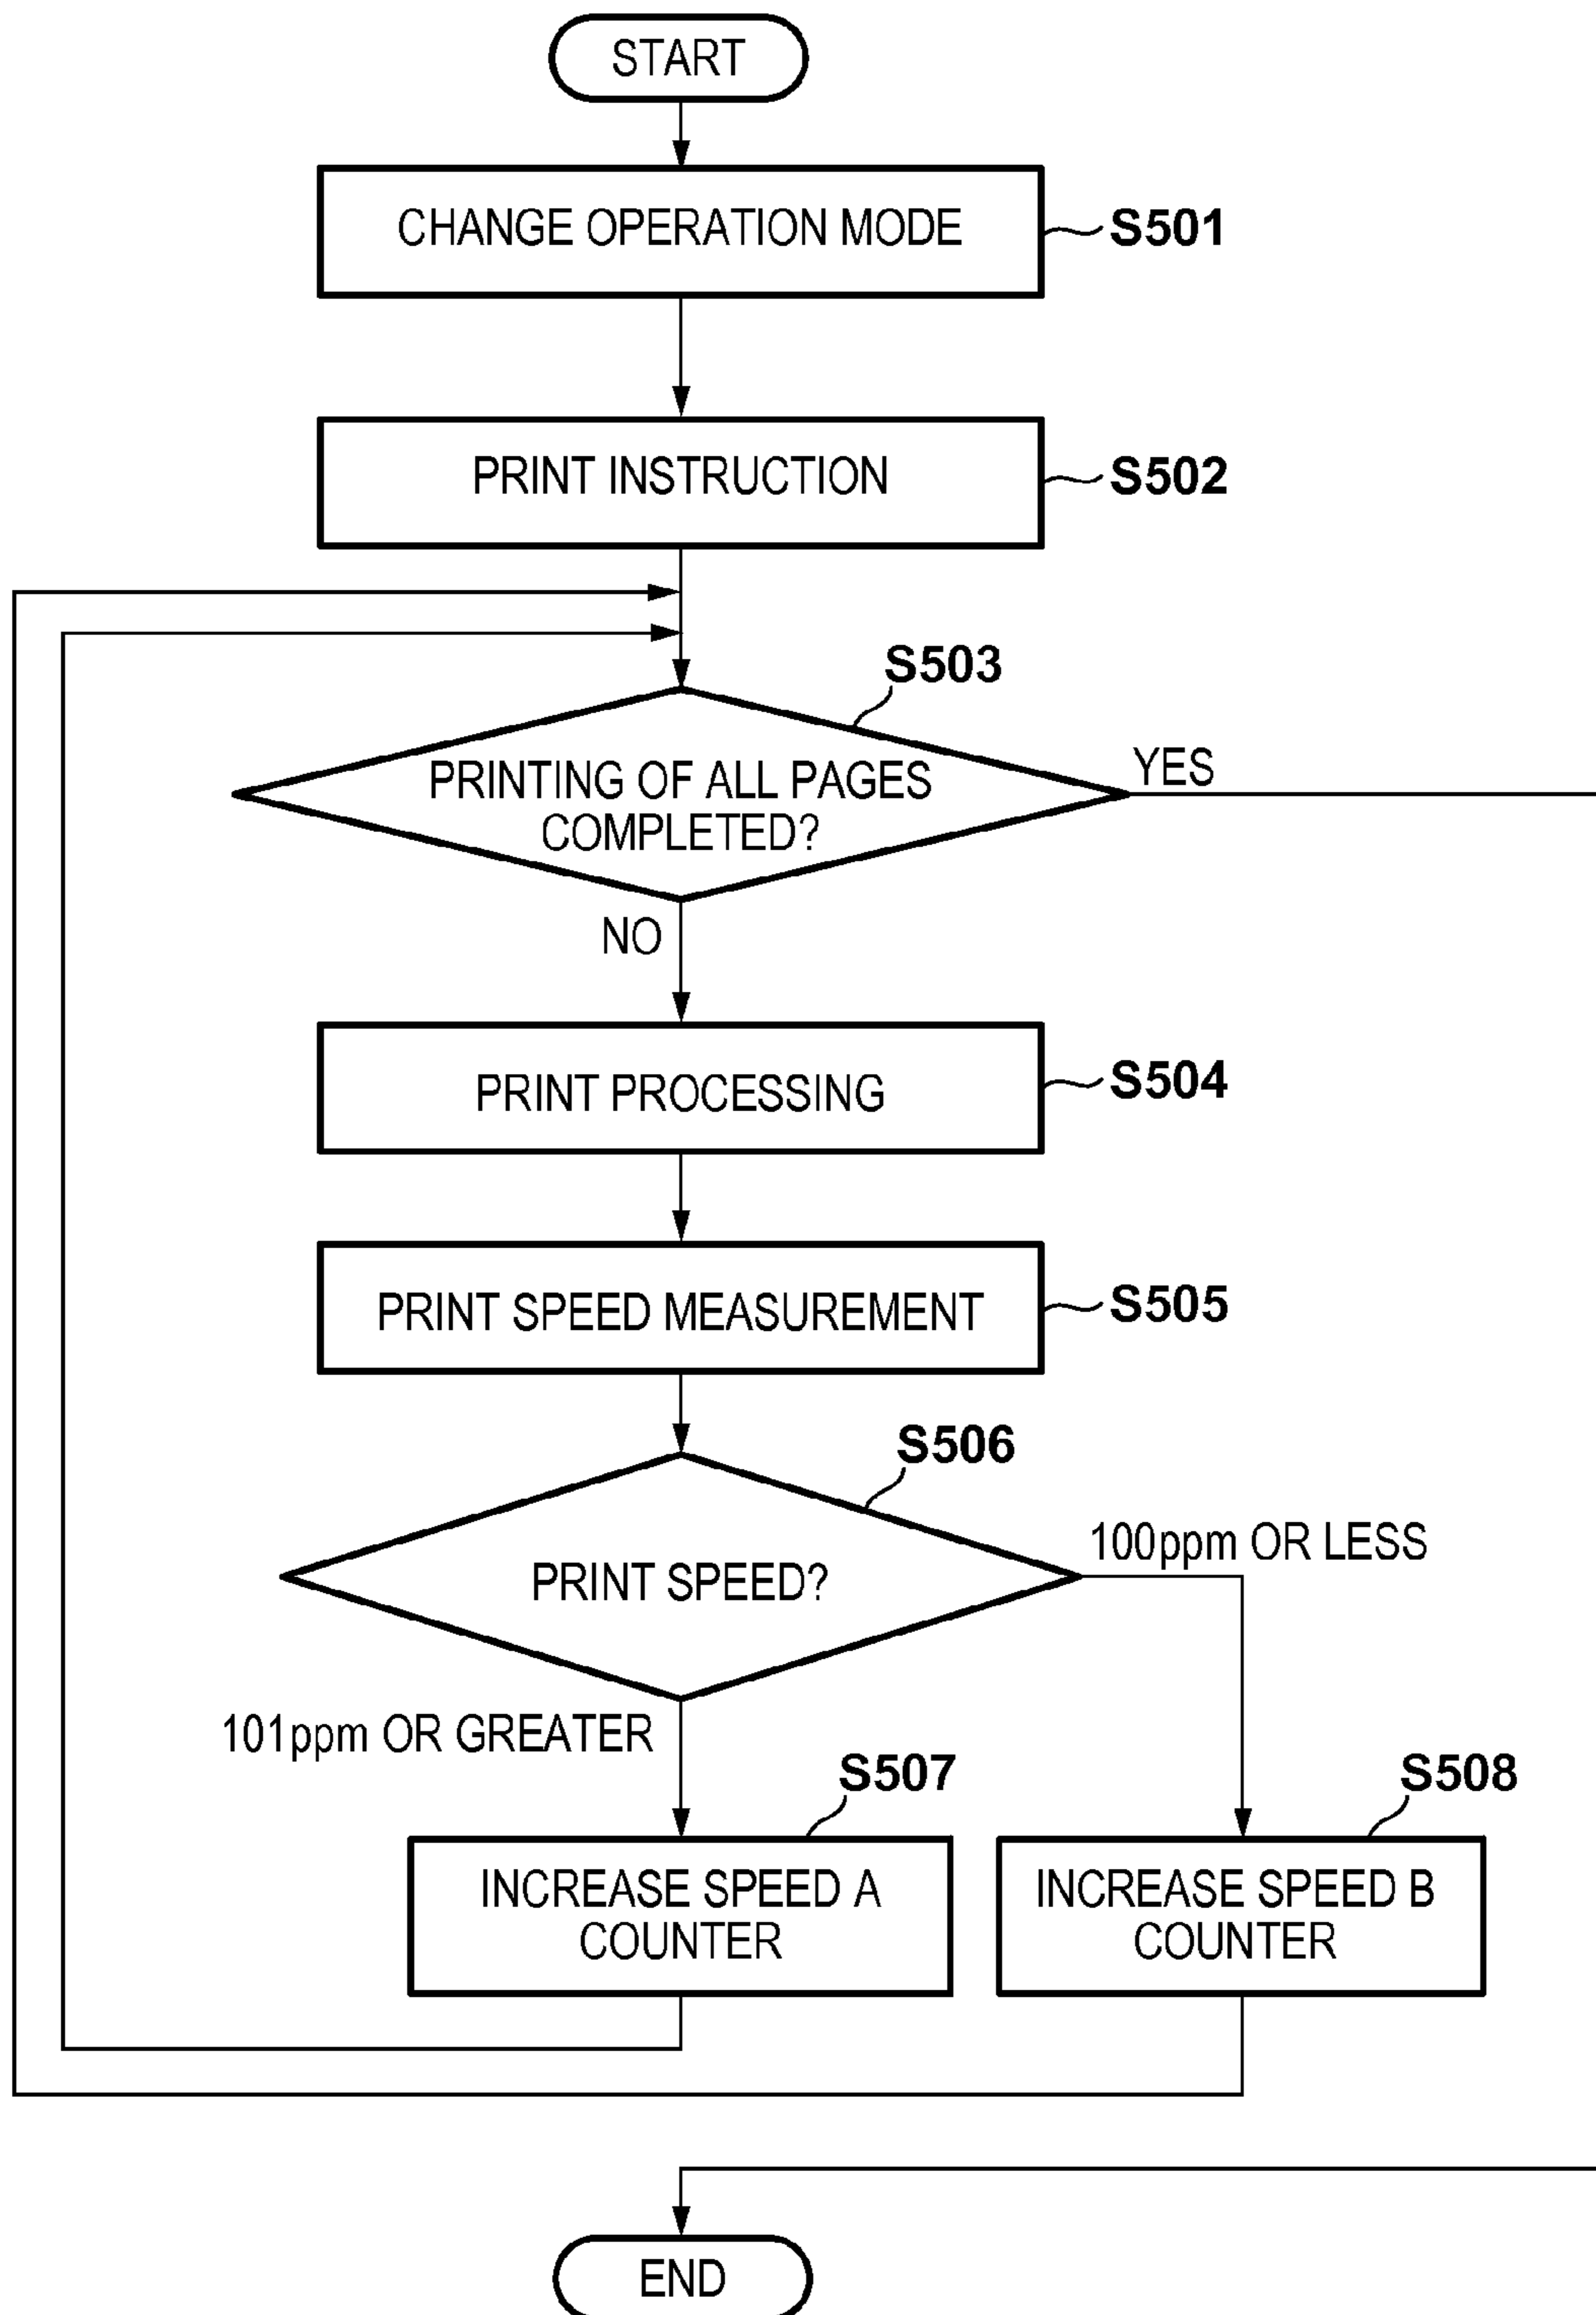 START
CHANGE OPERATION MODE
S501
PRINT INSTRUCTION
S502
S503
PRINTING OF ALL PAGES
COMPLETED?
YES
NO
PRINT PROCESSING
S504
PRINT SPEED MEASUREMENT
S505
S506
PRINT SPEED?
100ppm OR LESS
101ppm OR GREATER
S507
INCREASE SPEED A
COUNTER
S508
INCREASE SPEED B
COUNTER
END